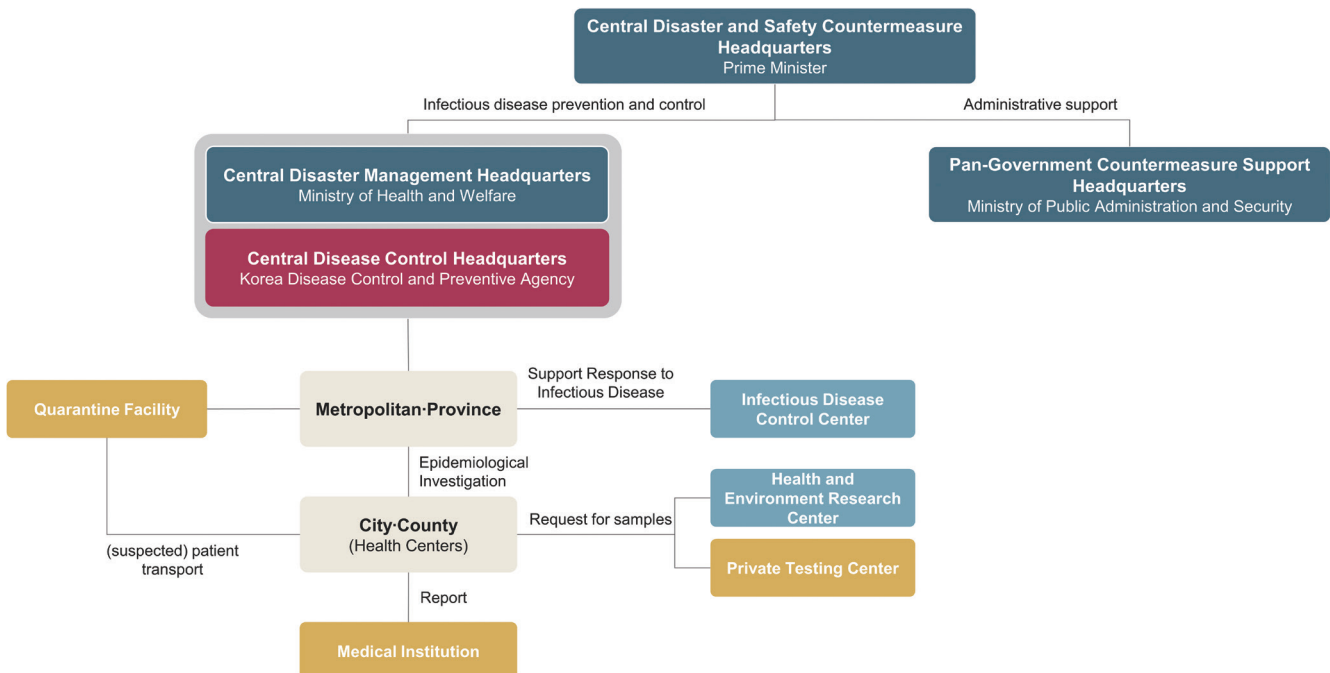 Central Disaster and Safety Countermeasure
Headquarters
Prime Minister
Infectious disease prevention and control
Administrative support
Central Disaster Management Headquarters
Ministry of Health and Welfare
Pan-Government Countermeasure Support
Headquarters
Ministry of Public Administration and Security
Central Disease Control Headquarters
Korea Disease Control and Preventive Agency
Quarantine Facility
Metropolitan·Province
Support Response to
Infectious Disease
Infectious Disease
Control Center
Epidemiological
Investigation
Health and
Environment Research
Center
City·County
(Health Centers)
Request for samples
(suspected) patient
transport
Private Testing Center
Report
Medical Institution